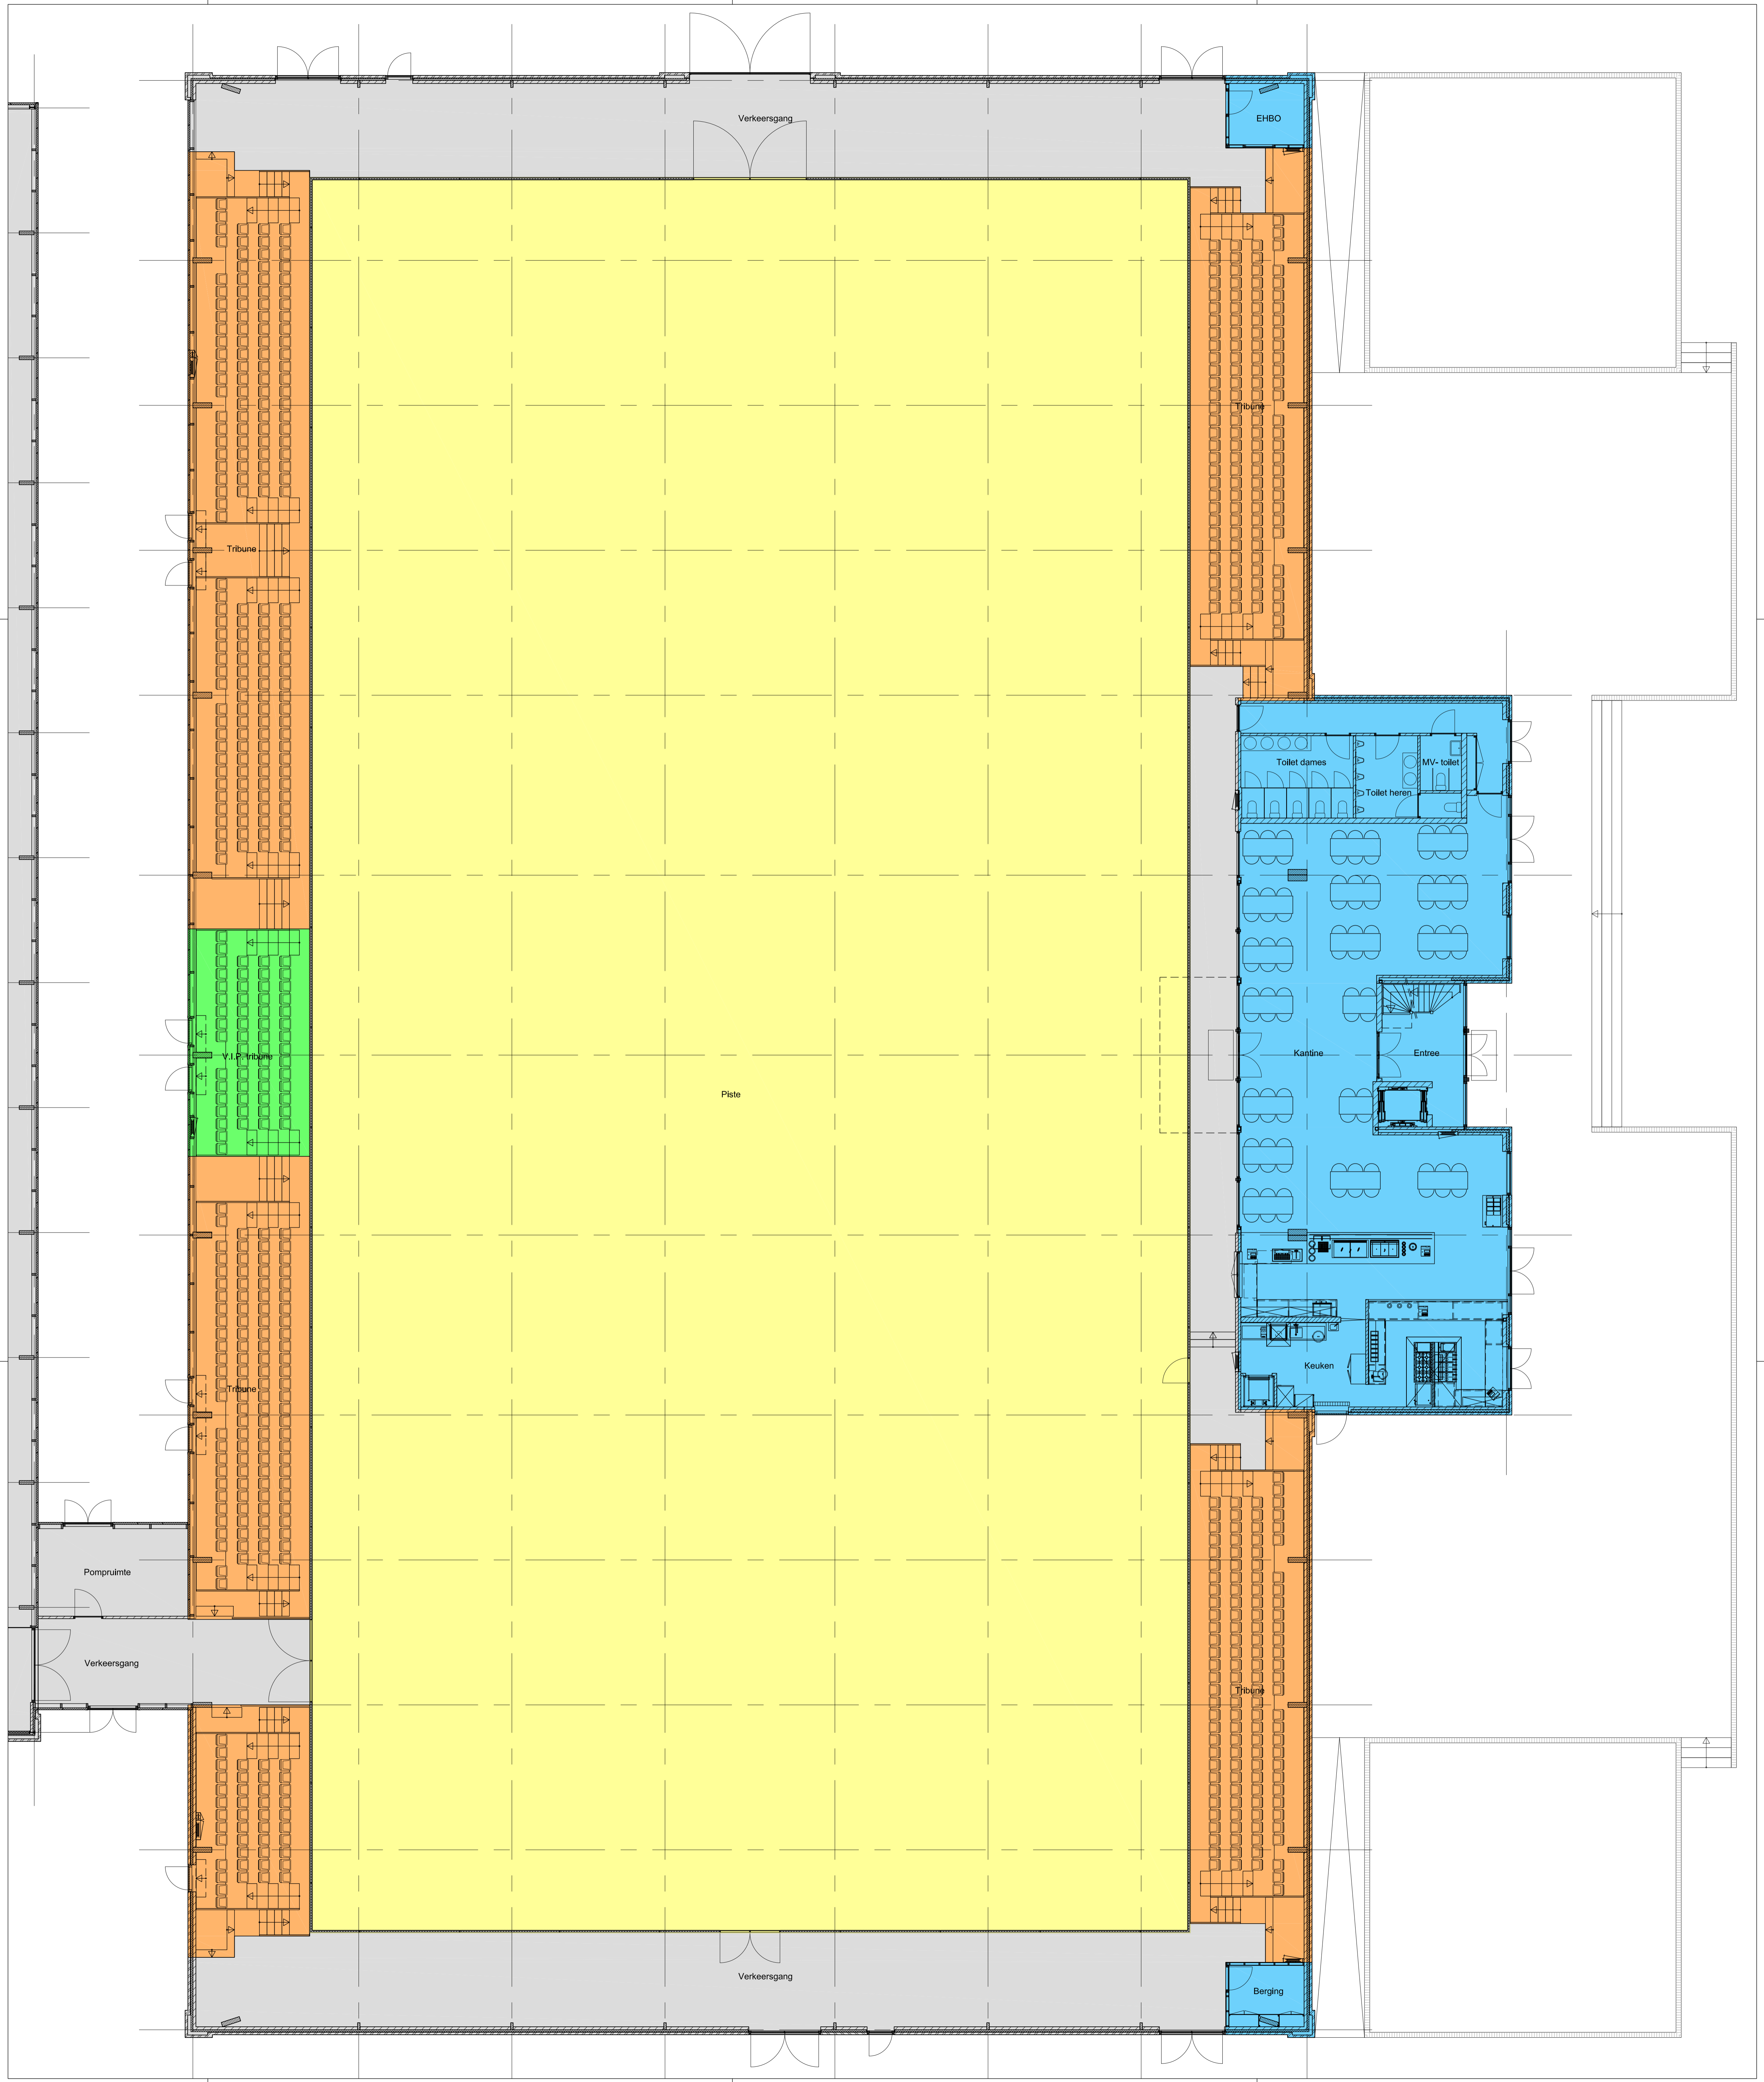 Verkeersgang
EHBO
Tribune
Tribune
Toilet dames
MV- toilet
Toilet heren
V.I.P. tribune
Kantine
Entree
Piste
Keuken
Tribune
Pompruimte
Verkeersgang
Tribune
Verkeersgang
Berging